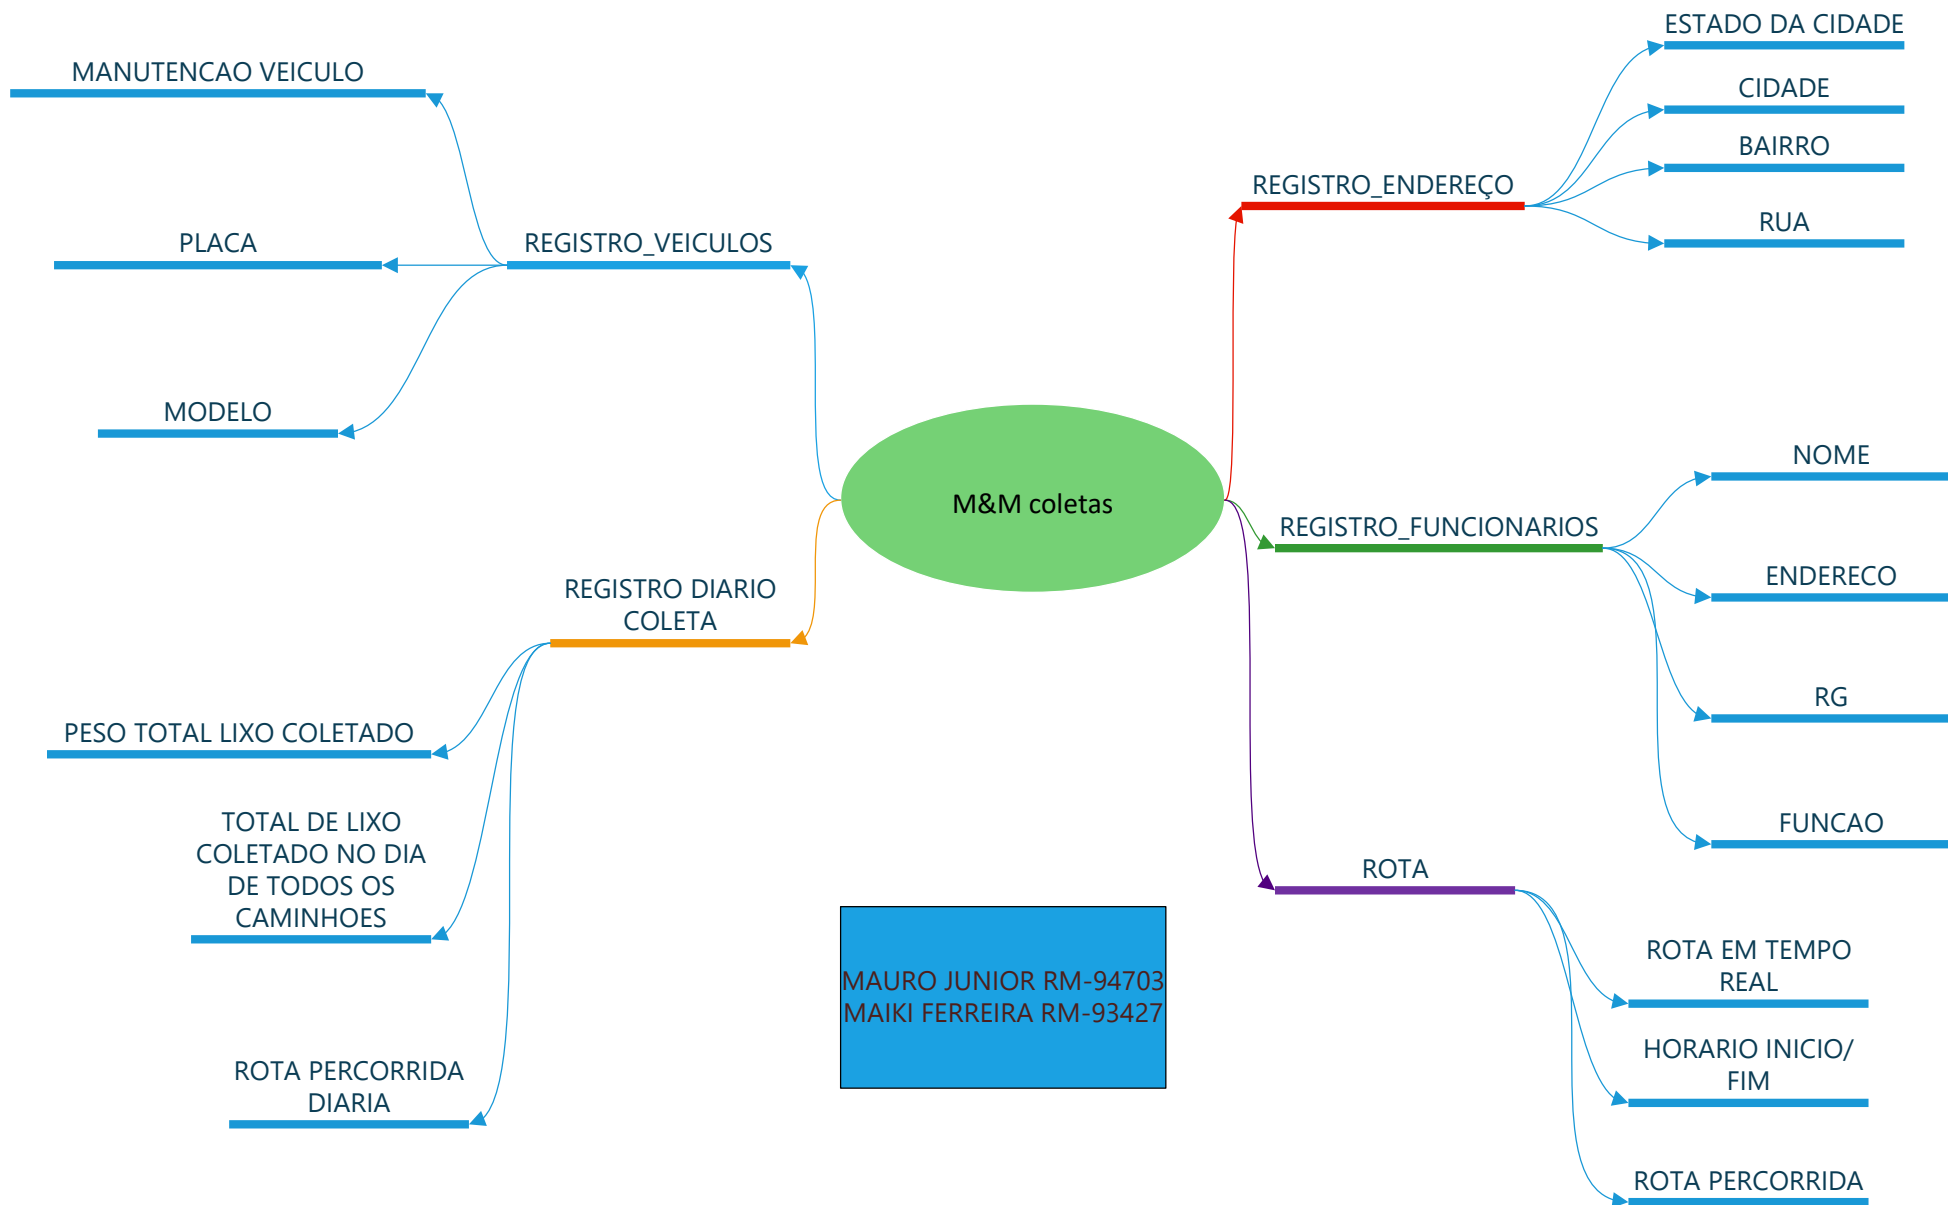 M&M coletas
REGISTRO_VEICULOS
MANUTENCAO VEICULO
PLACA
MODELO
REGISTRO DIARIO
COLETA
PESO TOTAL LIXO COLETADO
TOTAL DE LIXO
COLETADO NO DIA
DE TODOS OS
CAMINHOES
ROTA PERCORRIDA
DIARIA
REGISTRO_ENDEREÇO
ESTADO DA CIDADE
CIDADE
BAIRRO
RUA
REGISTRO_FUNCIONARIOS
NOME
ENDERECO
RG
FUNCAO
ROTA
ROTA EM TEMPO
REAL
HORARIO INICIO/
FIM
ROTA PERCORRIDA
MAURO JUNIOR RM-94703
MAIKI FERREIRA RM-93427